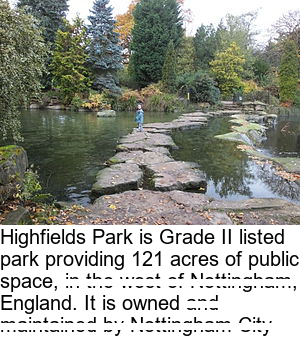 Highfields Park is Grade II listed
park providing 121 acres of public
space, in the west of Nottingham,
England. It is owned and
maintained by Nottingham City